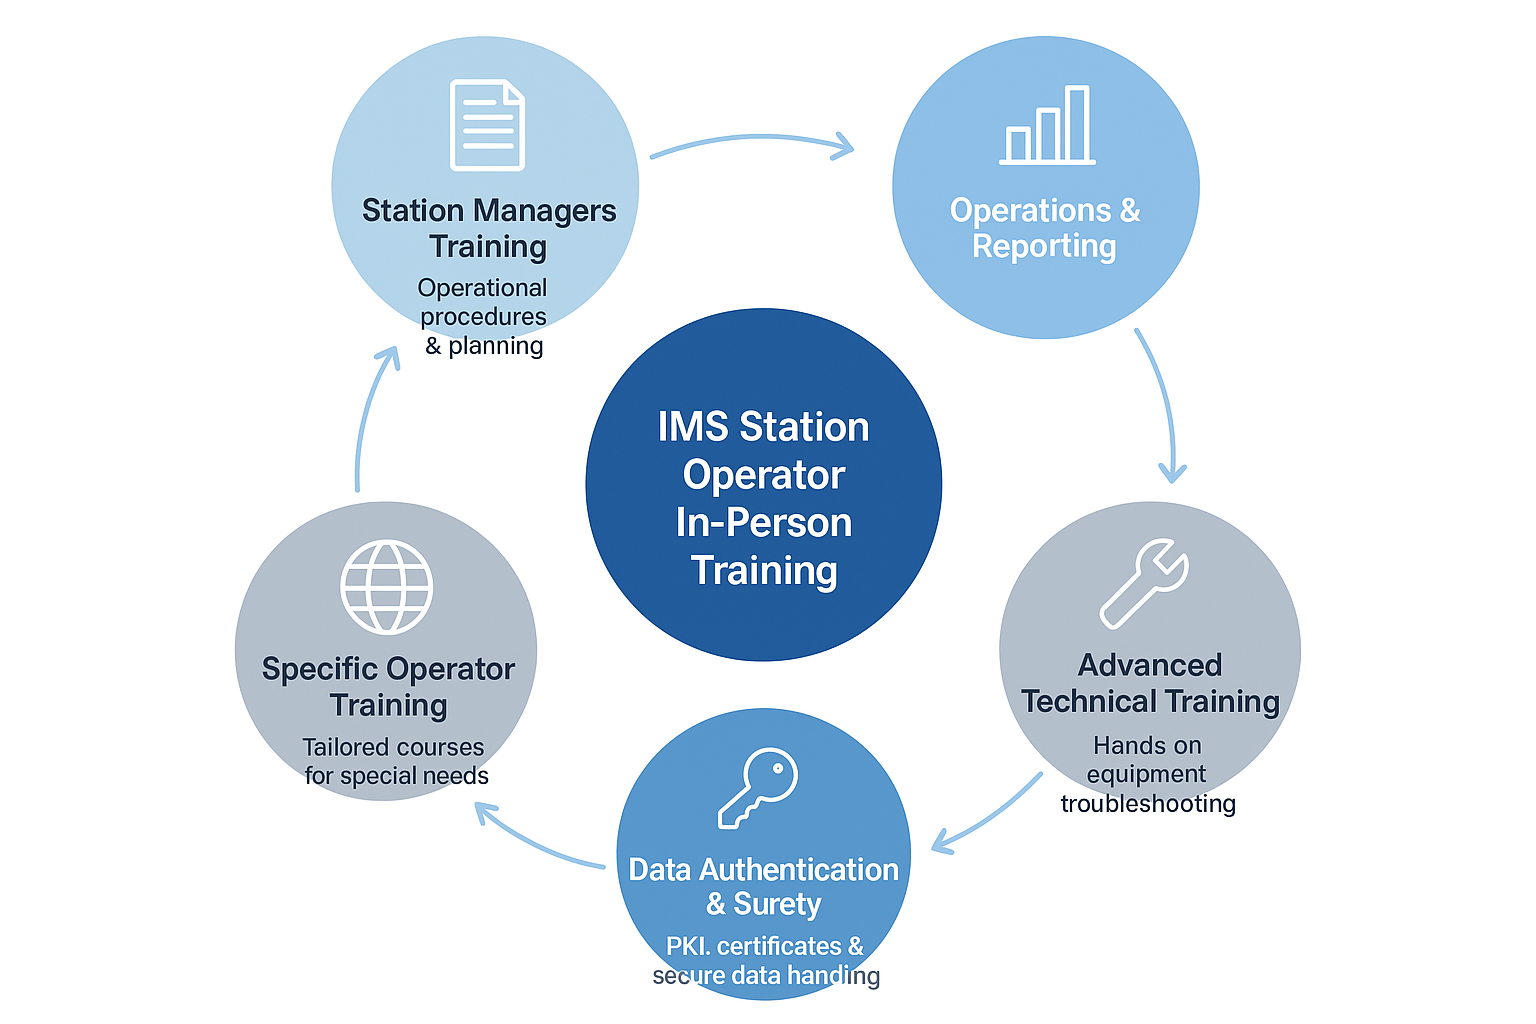 Station Managers
Training
Operational
procedures
& planning
Operations &
Reporting
IMS Station
Operator
In-Person
Training
Specific Operator
Training
Tailored courses
for special needs
Advanced
Technical Training
Hands on
equipment
troubleshooting
Data Authentication
& Surety
PKI. certificates &
secure data handing